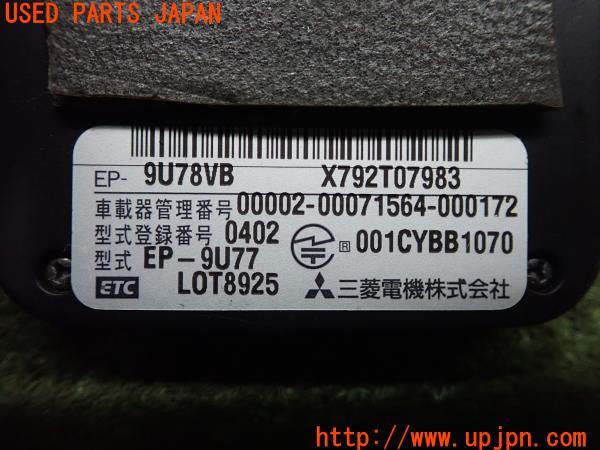 USED PARTS JAPAN
EP- 9U78VB X792T07983
車載器管理番号 00002-00071564-000172
型式登録番号 0402 R 001CYBB1070
型式 EP-9U77
ETC LOT8925 三菱電機株式会社
http://www.upjpn.com